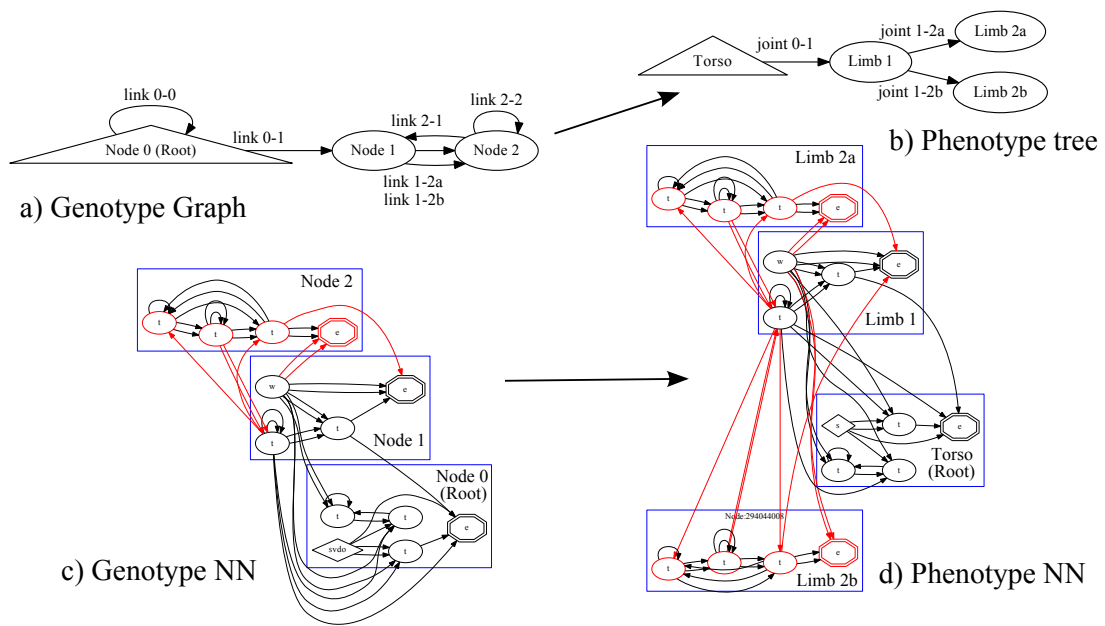 link 0-0
Node 0 (Root)
link 0-1
link 2-1
link 2-2
Node 1
Node 2
link 1-2a
link 1-2b
a) Genotype Graph
Torso
joint 0-1
Limb 1
joint 1-2a
Limb 2a
joint 1-2b
Limb 2b
b) Phenotype tree
Node 2
t
t
t
e
w
e
t
t
Node 1
Node 0
(Root)
t
t
svdo
t
e
c) Genotype NN
Limb 2a
t
t
t
e
w
e
t
t
Limb 1
s
t
e
Torso
(Root)
t
t
Node:294044008
t
t
t
e
Limb 2b
d) Phenotype NN